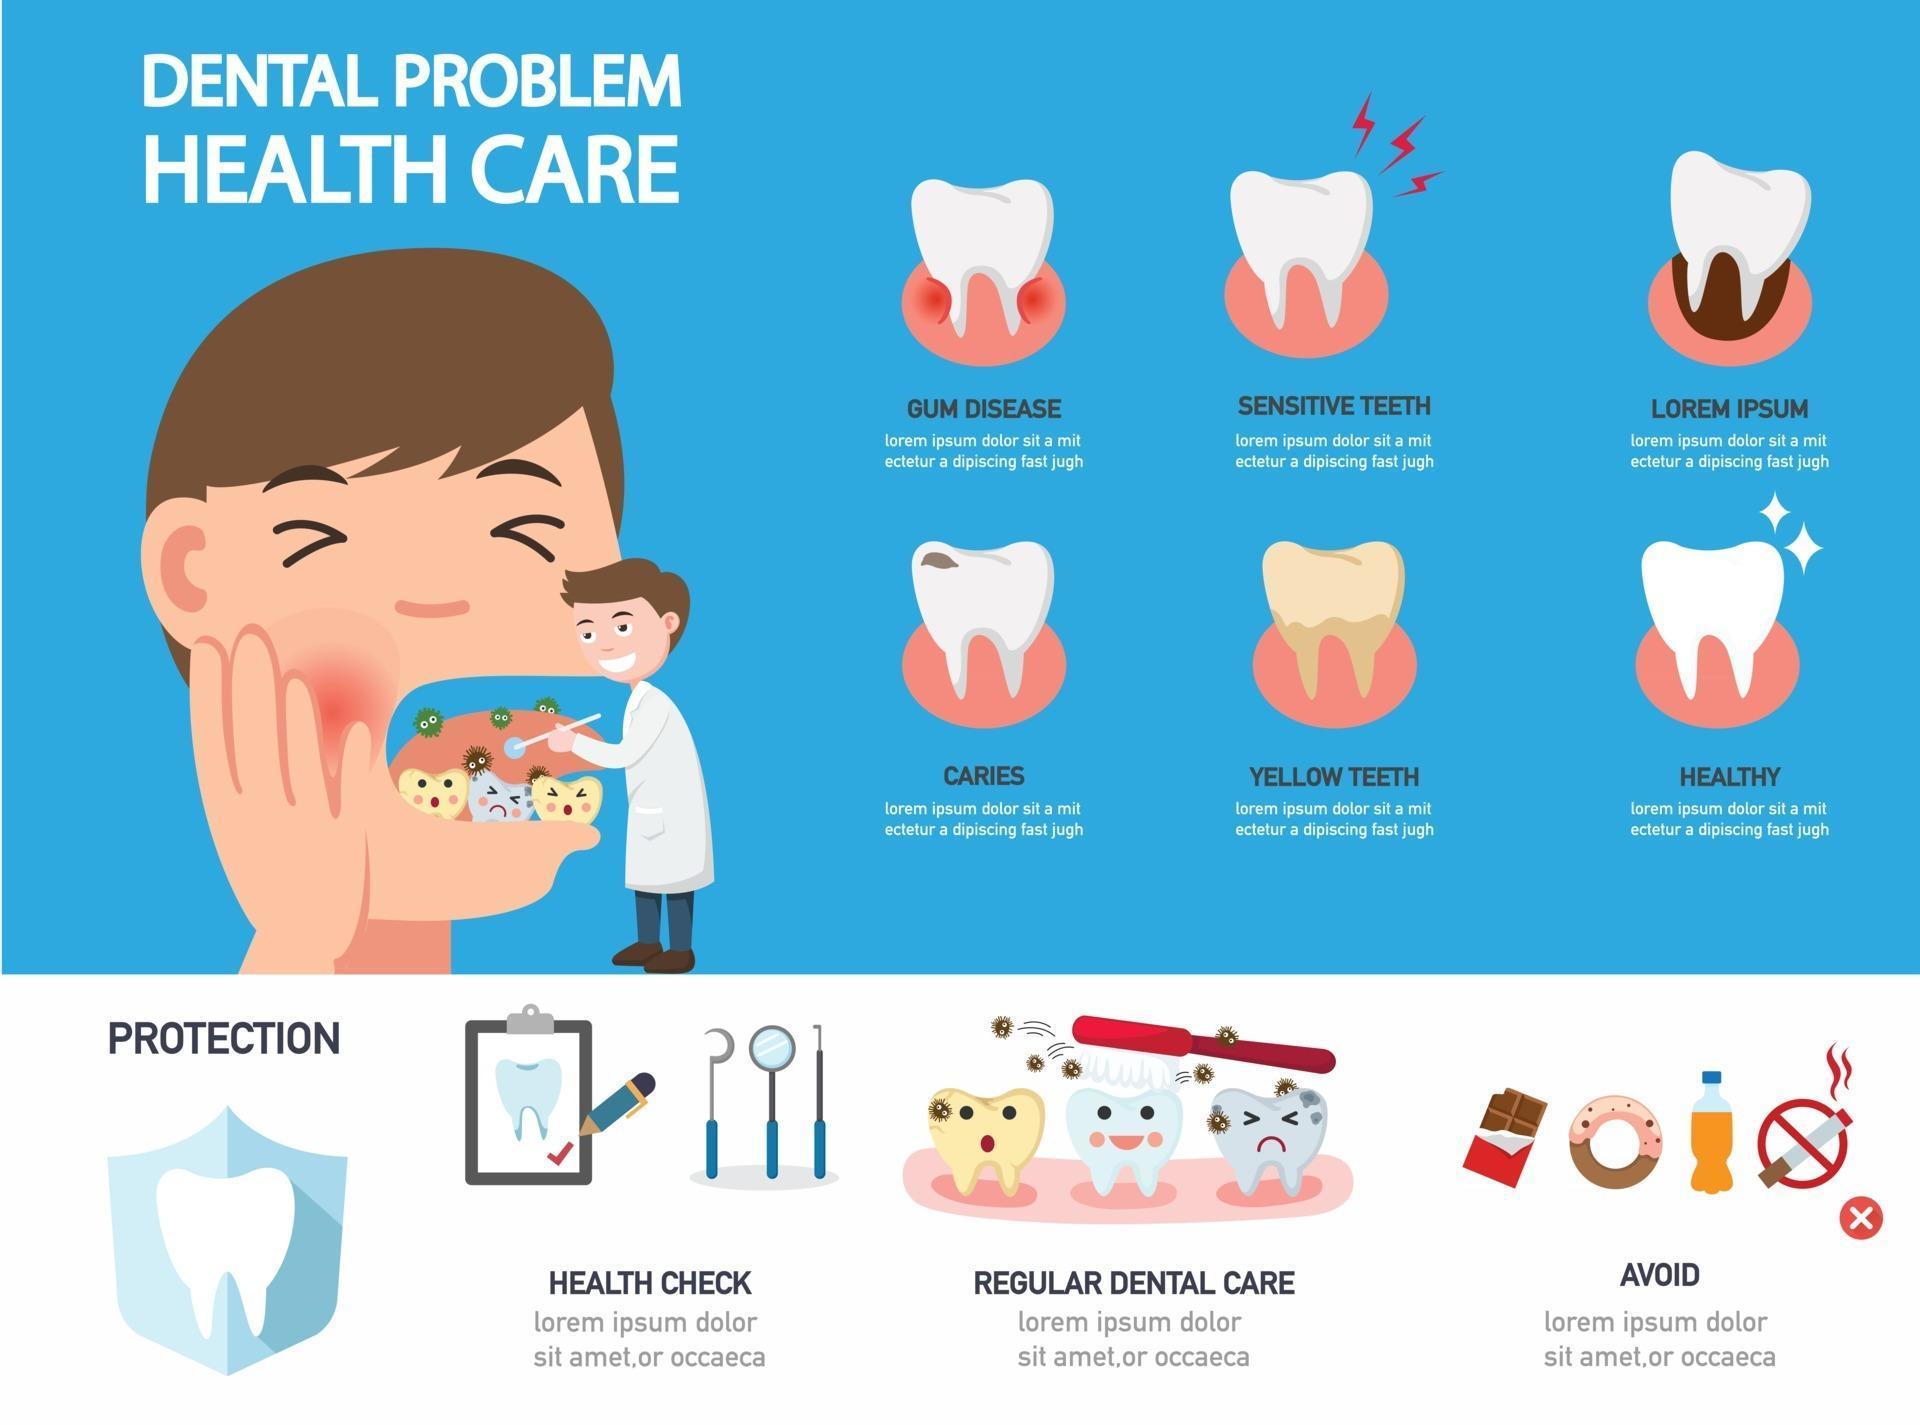 DENTAL PROBLEM
HEALTH CARE
GUM DISEASE
lorem ipsum dolor sit a mit
ectetur a dipiscing fast jugh
SENSITIVE TEETH
lorem ipsum dolor sit a mit
ectetur a dipiscing fast jugh
LOREM IPSUM
lorem ipsum dolor sit a mit
ectetur a dipiscing fast jugh
CARIES
lorem ipsum dolor sit a mit
ectetur a dipiscing fast jugh
YELLOW TEETH
lorem ipsum dolor sit a mit
ectetur a dipiscing fast jugh
HEALTHY
lorem ipsum dolor sit a mit
ectetur a dipiscing fast jugh
PROTECTION
HEALTH CHECK
lorem ipsum dolor
sit amet,or occaeca
REGULAR DENTAL CARE
lorem ipsum dolor
sit amet,or occaeca
AVOID
lorem ipsum dolor
sit amet,or occaeca